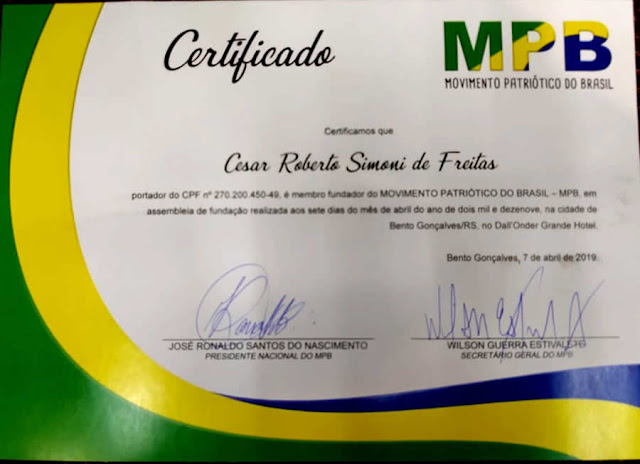 Certificado
MPB
MOVIMENTO PATRIÓTICO DO BRASIL
Certificamos que
Cesar Roberto Simoni de Freitas
portador do CPF nº 270.200.450-49, é membro fundador do MOVIMENTO PATRIÓTICO DO BRASIL – MPB, em
assembleia de fundação realizada aos sete dias do mês de abril do ano de dois mil e dezenove, na cidade de
Bento Gonçalves/RS, no Dall'Onder Grande Hotel.
Bento Gonçalves, 7 de abril de 2019.
JOSÉ RONALDO SANTOS DO NASCIMENTO
PRESIDENTE NACIONAL DO MPB
WILSON GUERRA ESTIVALETE
SECRETÁRIO GERAL DO MPB